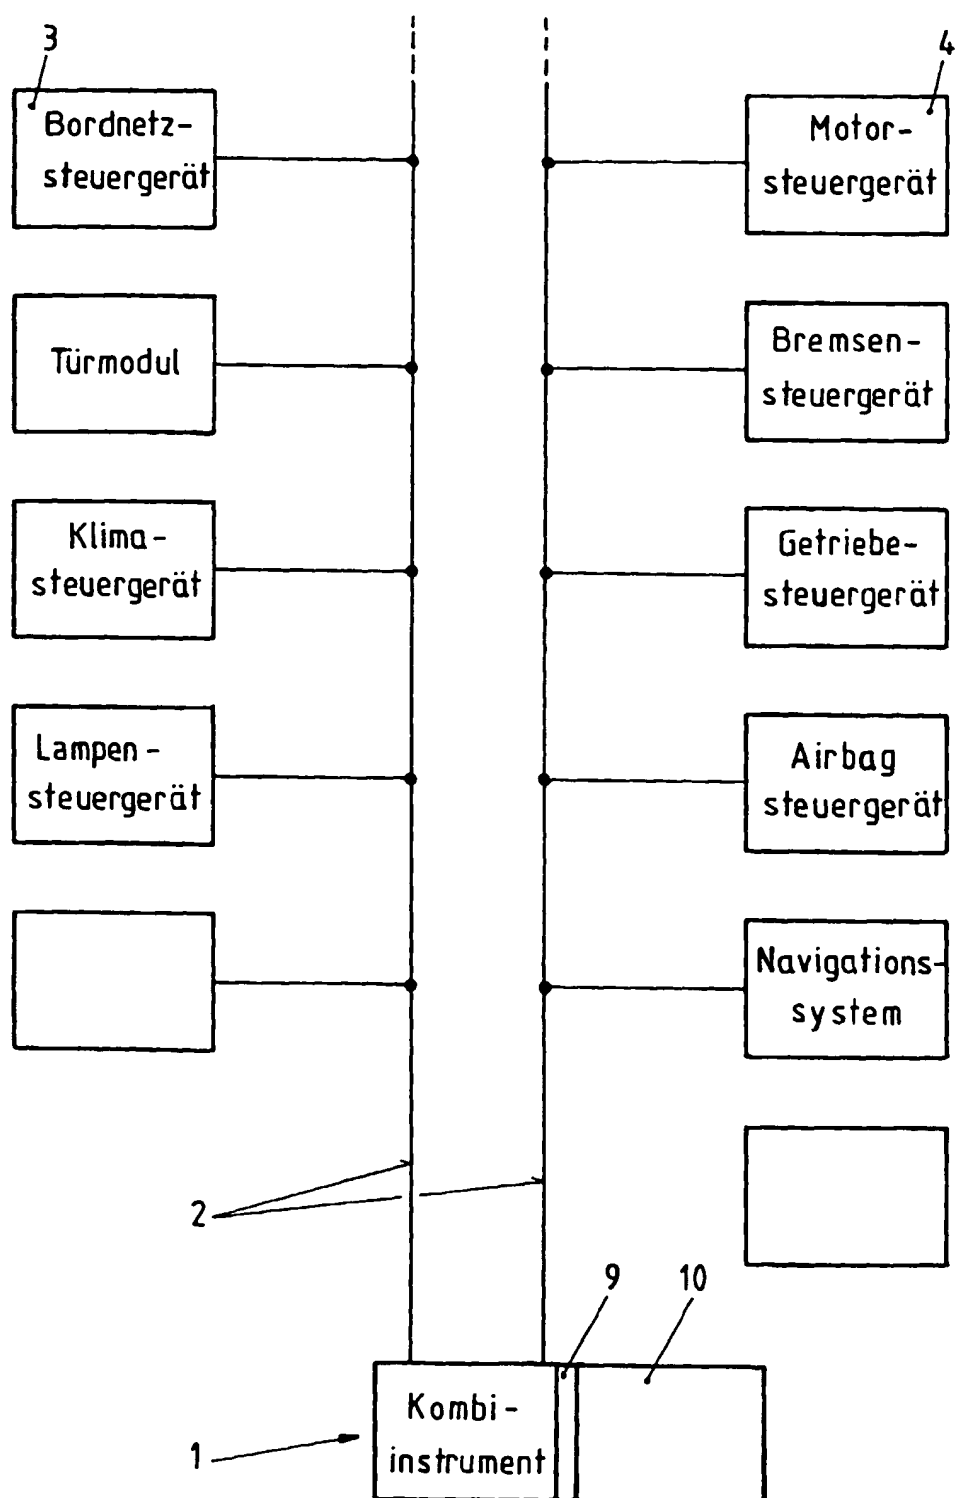 3
4
Bordnetz-
steuergerät
Motor-
steuergerät
Türmodul
Bremsen-
steuergerät
Klima-
steuergerät
Getriebe-
steuergerät
Lampen-
steuergerät
Airbag
steuergerät
Navigations-
system
2
9
10
1
Kombi-
instrument